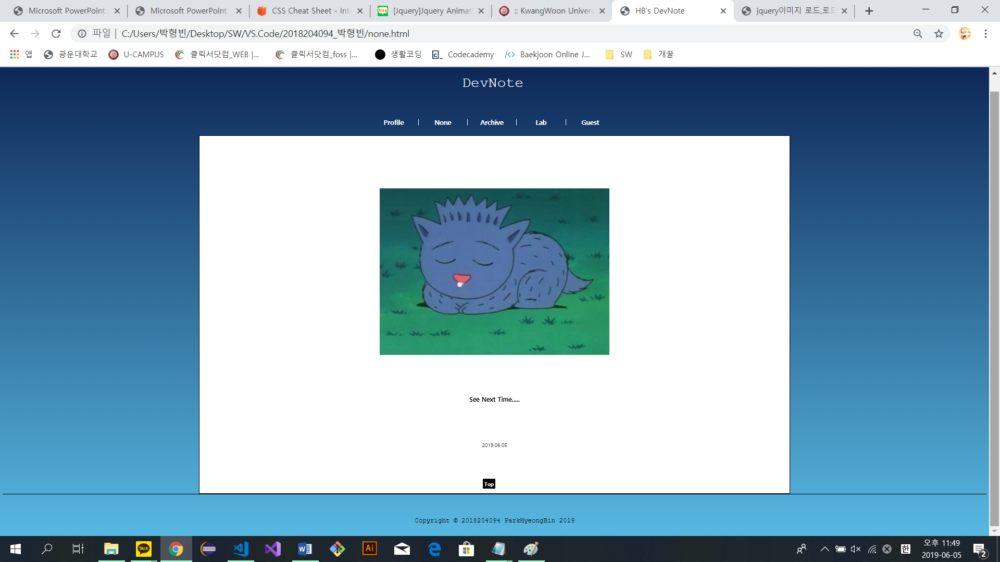 Microsoft PowerPoint
Microsoft PowerPoint
CSS Cheat Sheet - Inte
[Jquery]Jquery Animat
:: KwangWoon Univers
HB's DevNote
jquery이미지 로드,로드
파일 | C:/Users/박형빈/Desktop/SW/VS.Code/2018204094_박형빈/none.html
앱
광운대학교
U-CAMPUS
클릭서닷컴_WEB |...
클릭서닷컴_foss |...
생활코딩
Codecademy
Baekjoon Online J...
SW
개꿀
DevNote
Profile | None | Archive | Lab | Guest
See Next Time.....
2019.06.05
Top
Copyright © 2018204094 ParkHyeongBin 2019
TALK
Ai
한
오후 11:49
2019-06-05
2